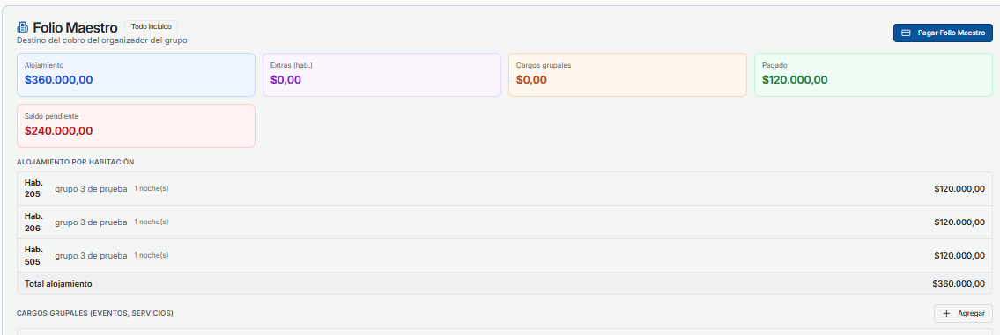 Folio Maestro Todo incluido
Destino del cobro del organizador del grupo
Pagar Folio Maestro
Alojamiento
$360.000,00
Extras (hab.)
$0,00
Cargos grupales
$0,00
Pagado
$120.000,00
Saldo pendiente
$240.000,00
ALOJAMIENTO POR HABITACIÓN
Hab. 205 grupo 3 de prueba 1 noche(s) $120.000,00
Hab. 206 grupo 3 de prueba 1 noche(s) $120.000,00
Hab. 505 grupo 3 de prueba 1 noche(s) $120.000,00
Total alojamiento $360.000,00
CARGOS GRUPALES (EVENTOS, SERVICIOS)
+ Agregar